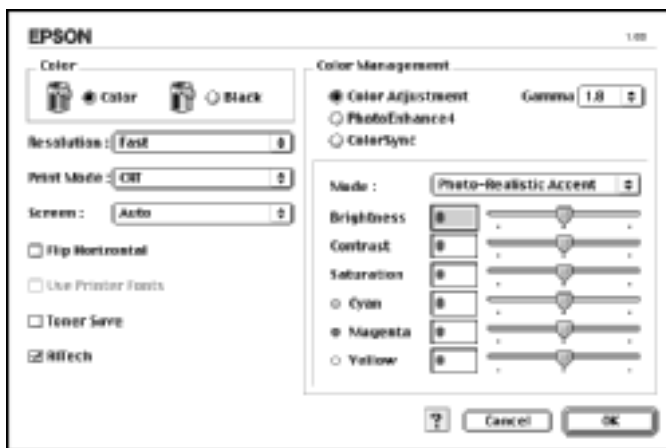 EPSON
1.00
Color
Color
Black
Resolution : Fast
Print Mode : CRT
Screen : Auto
Flip Horizontal
Use Printer Fonts
Toner Save
RITech
Color Management
Color Adjustment
Gamma 1.8
PhotoEnhance4
ColorSync
Mode : Photo-Realistic Accent
Brightness 0
Contrast 0
Saturation 0
Cyan 0
Magenta 0
Yellow 0
? Cancel OK